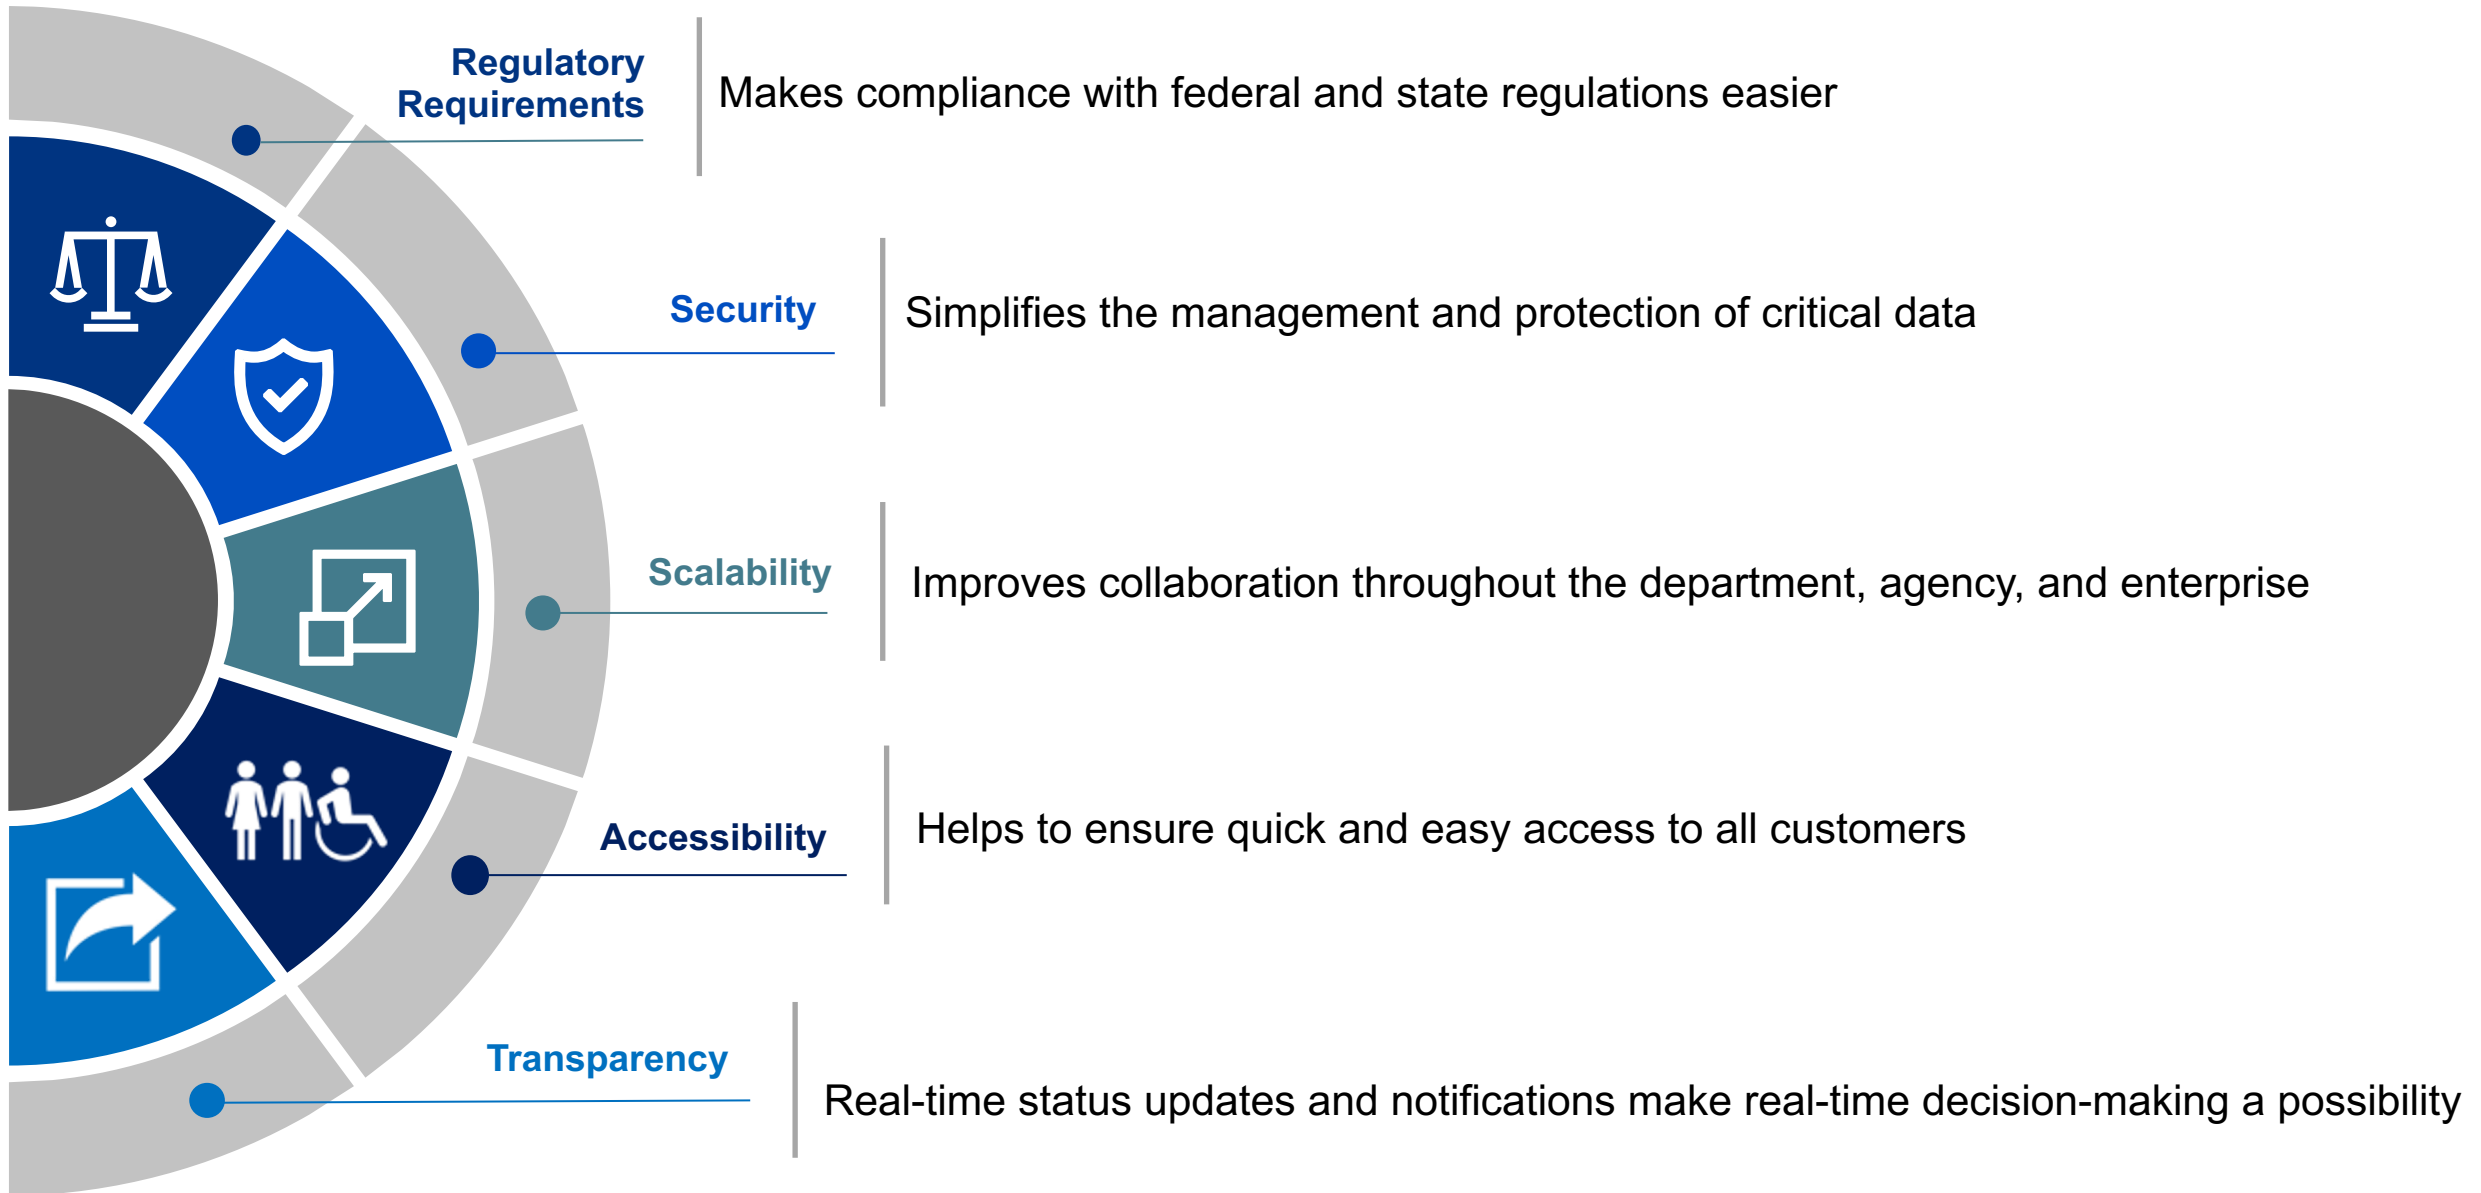 Regulatory
Requirements
Makes compliance with federal and state regulations easier
Security
Simplifies the management and protection of critical data
Scalability
Improves collaboration throughout the department, agency, and enterprise
Accessibility
Helps to ensure quick and easy access to all customers
Transparency
Real-time status updates and notifications make real-time decision-making a possibility